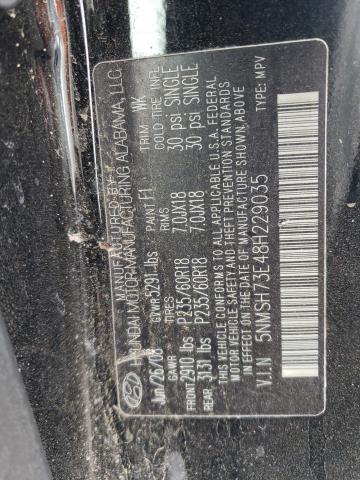 MANUFACTURED BY
HYUNDAI MOTOR MANUFACTURING ALABAMA, LLC.
Jun/26/08 GVWR 5291 lbs PAINT F1 TRIM WK
GAWR TIRES RIMS COLD TIRE INFL
FRONT 2910 lbs P235/60R18 7.0JX18 30 psi SINGLE
REAR 3131 lbs P235/60R18 7.0JX18 30 psi SINGLE
THIS VEHICLE CONFORMS TO ALL APPLICABLE U.S.A. FEDERAL
MOTOR VEHICLE SAFETY AND THEFT PREVENTION STANDARDS
IN EFFECT ON THE DATE OF MANUFACTURE SHOWN ABOVE.
V.I.N 5NMSH73E48H229035 TYPE: MPV